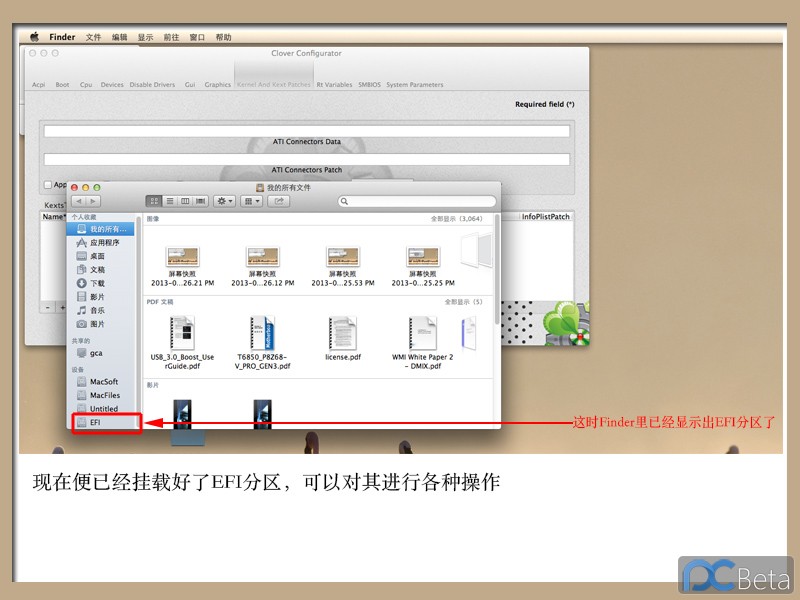 Finder 文件 编辑 显示 前往 窗口 帮助
Clover Configurator
Acpi Boot Cpu Devices Disable Drivers Gui Graphics Kernel And Kext Patches Rt Variables SMBIOS System Parameters
Required field (*)
ATI Connectors Data
ATI Connectors Patch
App
KextsT
Name*
InfoPlistPatch
我的所有文件
个人收藏
我的所有...
应用程序
桌面
文稿
下载
影片
音乐
图片
共享的
gca
设备
MacSoft
MacFiles
Untitled
EFI
图像 全部显示（3,064）
屏幕快照 屏幕快照 屏幕快照 屏幕快照
2013-0...26.21 PM 2013-0...26.12 PM 2013-0...25.53 PM 2013-0...25.25 PM
PDF 文稿 全部显示（5）
USB_3.0_Boost_Use T6850_P8Z68- license.pdf WMI White Paper 2
rGuide.pdf V_PRO_GEN3.pdf - DMIX.pdf
影片
这时Finder里已经显示出EFI分区了
现在便已经挂载好了EFI分区，可以对其进行各种操作
PCBeta